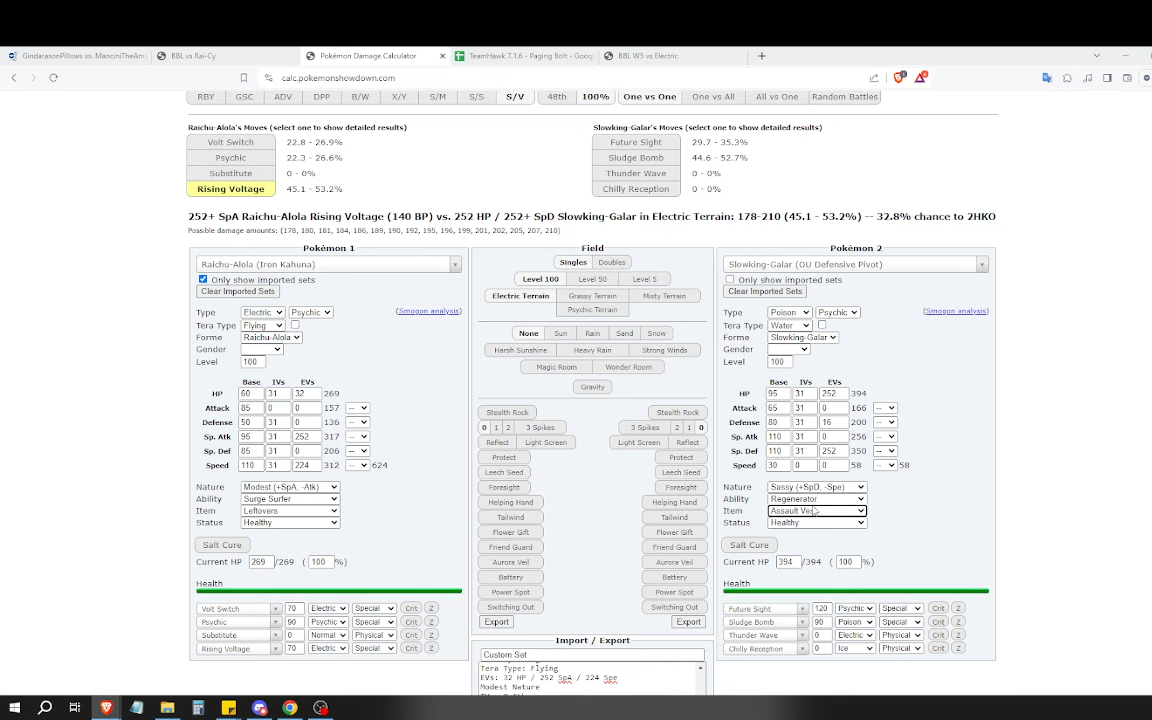 GindarasonPillows vs. ManciniTheAm
BBL vs Rai-Cy
Pokémon Damage Calculator
TeamHawk 7.1.6 - Paging Bolt - Goo
BBL W5 vs Electric
calc.pokemonshowdown.com
RBY GSC ADV DPP B/W X/Y S/M S/S S/V 48th 100% One vs One One vs All All vs One Random Battles
Raichu-Alola's Moves (select one to show detailed results)
Volt Switch 22.8 - 26.9%
Psychic 22.3 - 26.6%
Substitute 0 - 0%
Rising Voltage 45.1 - 53.2%
Slowking-Galar's Moves (select one to show detailed results)
Future Sight 29.7 - 35.3%
Sludge Bomb 44.6 - 52.7%
Thunder Wave 0 - 0%
Chilly Reception 0 - 0%
252+ SpA Raichu-Alola Rising Voltage (140 BP) vs. 252 HP / 252+ SpD Slowking-Galar in Electric Terrain: 178-210 (45.1 - 53.2%) -- 32.8% chance to 2HKO
Possible damage amounts: (178, 180, 181, 184, 186, 189, 190, 192, 195, 196, 199, 201, 202, 205, 207, 210)
Pokémon 1
Raichu-Alola (Iron Kahuna)
Only show imported sets
Clear Imported Sets
Type Electric Psychic (Smogon analysis)
Tera Type Flying
Forme Raichu-Alola
Gender
Level 100
Base IVs EVs
HP 60 31 32 269
Attack 85 0 0 157 --
Defense 50 31 0 136 --
Sp. Atk 95 31 252 317 --
Sp. Def 85 31 0 206 --
Speed 110 31 224 312 -- 624
Nature Modest (+SpA, -Atk)
Ability Surge Surfer
Item Leftovers
Status Healthy
Salt Cure
Current HP 269 /269 ( 100 %)
Health
Volt Switch 70 Electric Special Crit Z
Psychic 90 Psychic Special Crit Z
Substitute 0 Normal Physical Crit Z
Rising Voltage 70 Electric Special Crit Z
Field
Singles Doubles
Level 100 Level 50 Level 5
Electric Terrain Grassy Terrain Misty Terrain
Psychic Terrain
None Sun Rain Sand Snow
Harsh Sunshine Heavy Rain Strong Winds
Magic Room Wonder Room
Gravity
Stealth Rock Stealth Rock
0 1 2 3 Spikes 3 Spikes 2 1 0
Reflect Light Screen Light Screen Reflect
Protect Protect
Leech Seed Leech Seed
Foresight Foresight
Helping Hand Helping Hand
Tailwind Tailwind
Flower Gift Flower Gift
Friend Guard Friend Guard
Aurora Veil Aurora Veil
Battery Battery
Power Spot Power Spot
Switching Out Switching Out
Export Export
Import / Export
Custom Set
Tera Type: Flying
EVs: 32 HP / 252 SpA / 224 Spe
Modest Nature
Pokémon 2
Slowking-Galar (OU Defensive Pivot)
Only show imported sets
Clear Imported Sets
Type Poison Psychic (Smogon analysis)
Tera Type Water
Forme Slowking-Galar
Gender
Level 100
Base IVs EVs
HP 95 31 252 394
Attack 65 31 0 166 --
Defense 80 31 16 200 --
Sp. Atk 110 31 0 256 --
Sp. Def 110 31 252 350 --
Speed 30 0 0 58 -- 58
Nature Sassy (+SpD, -Spe)
Ability Regenerator
Item Assault Vest
Status Healthy
Salt Cure
Current HP 394 /394 ( 100 %)
Health
Future Sight 120 Psychic Special Crit Z
Sludge Bomb 90 Poison Special Crit Z
Thunder Wave 0 Electric Physical Crit Z
Chilly Reception 0 Ice Physical Crit Z